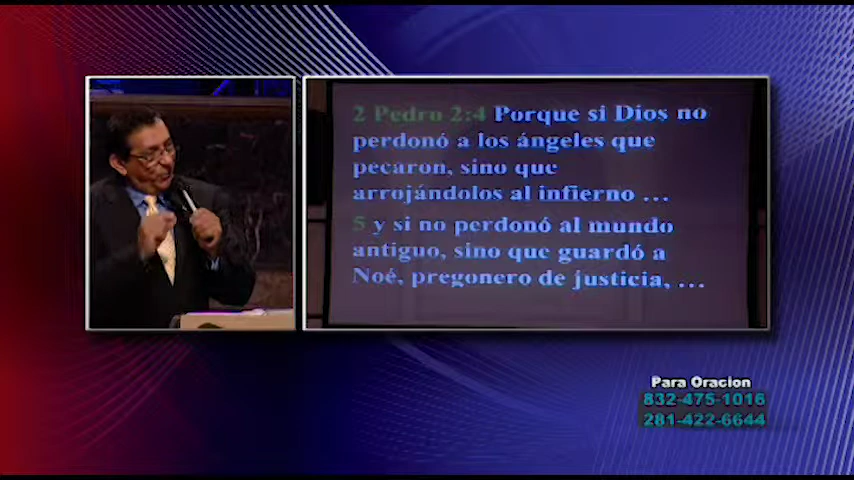 2 Pedro 2:4 Porque si Dios no
perdonó a los ángeles que
pecaron, sino que
arrojándolos al infierno ...
5 y si no perdonó al mundo
antiguo, sino que guardó a
Noé, pregonero de justicia, ...
Para Oracion
832-475-1016
281-422-6644